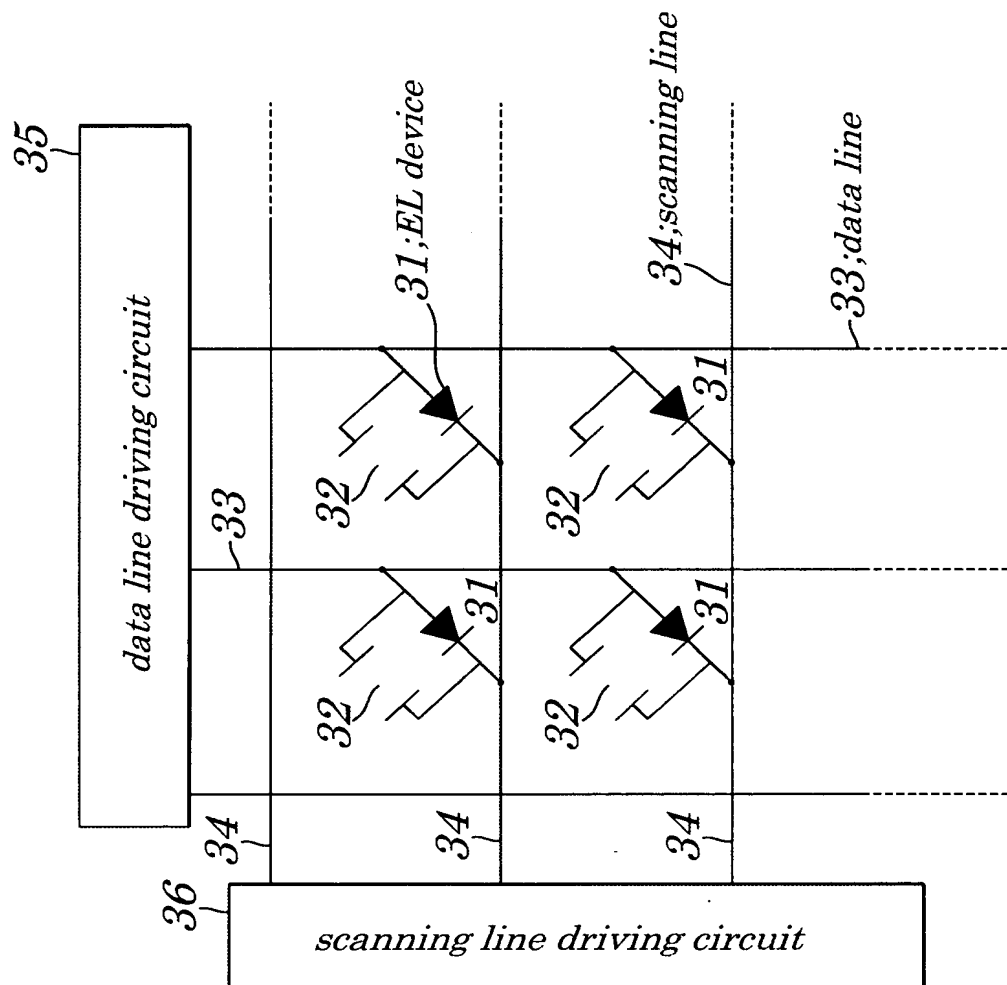 35
data line driving circuit
31;EL device
34;scanning line
33;data line
33
32
32
31
31
32
31
32
34
34
34
36
scanning line driving circuit